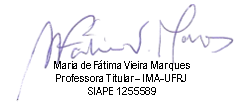 Maria de Fátima Vieira Marques
Professora Titular – IMA-UFRJ
SIAPE 1255589